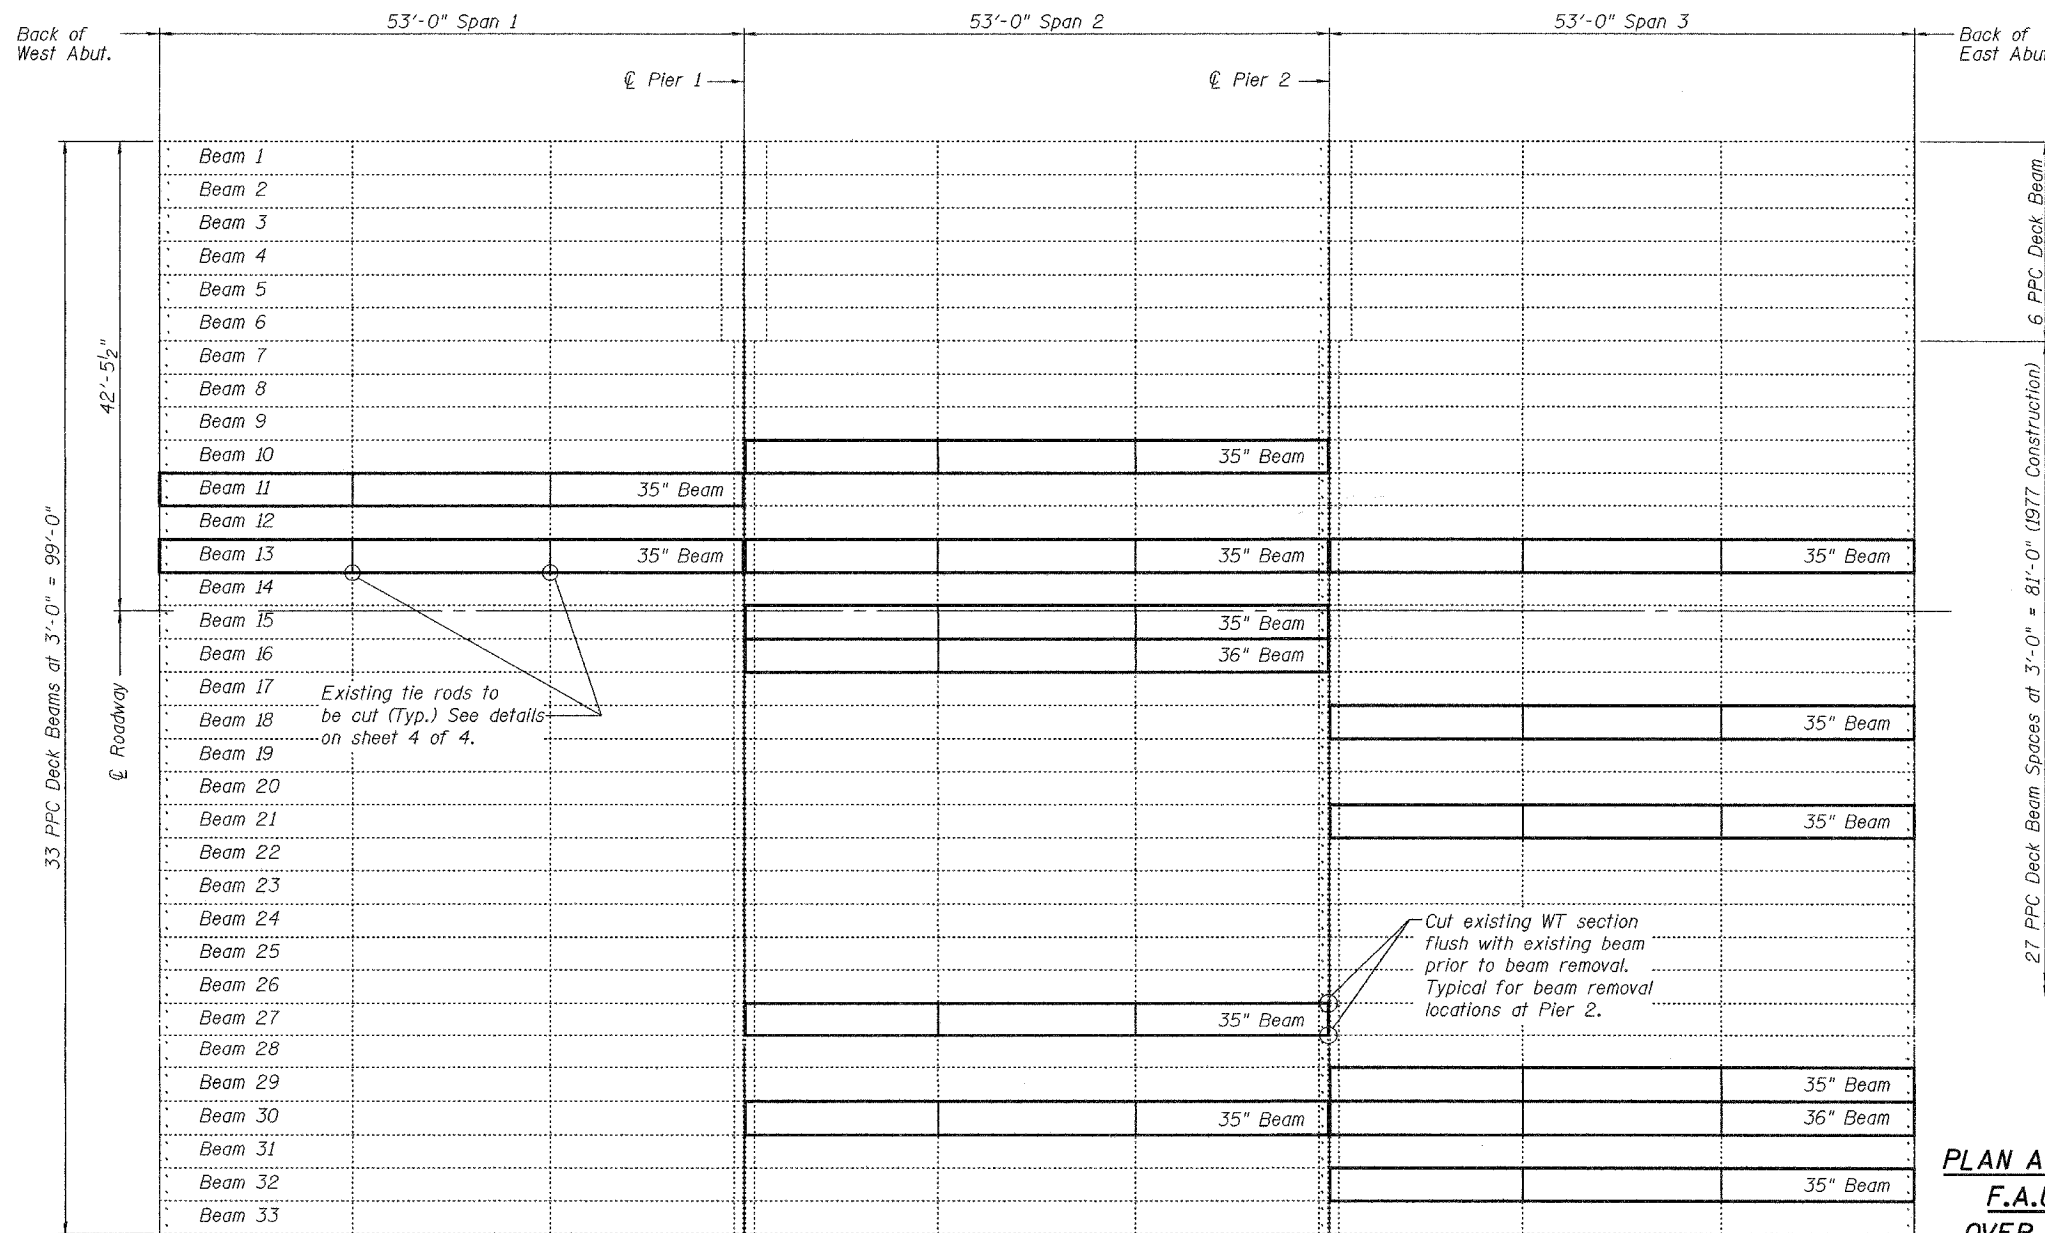 53'-0" Span 1
53'-0" Span 2
53'-0" Span 3
Back of
West Abut.
Back of
East Abut
℄ Pier 1
℄ Pier 2
Beam 1
Beam 2
Beam 3
Beam 4
Beam 5
Beam 6
Beam 7
Beam 8
Beam 9
Beam 10
35" Beam
Beam 11
35" Beam
Beam 12
Beam 13
35" Beam
35" Beam
35" Beam
Beam 14
Beam 15
35" Beam
Beam 16
36" Beam
Beam 17
Beam 18
35" Beam
Beam 19
Beam 20
Beam 21
35" Beam
Beam 22
Beam 23
Beam 24
Beam 25
Beam 26
Beam 27
35" Beam
Beam 28
Beam 29
35" Beam
Beam 30
35" Beam
36" Beam
Beam 31
Beam 32
35" Beam
Beam 33
Existing tie rods to
be cut (Typ.) See details
on sheet 4 of 4.
Cut existing WT section
flush with existing beam
prior to beam removal.
Typical for beam removal
locations at Pier 2.
33 PPC Deck Beams at 3'-0" = 99'-0"
42'-5½"
℄ Roadway
6 PPC Deck Beam
27 PPC Deck Beam Spaces at 3'-0" = 81'-0" (1977 Construction)
PLAN A
F.A.U
OVER